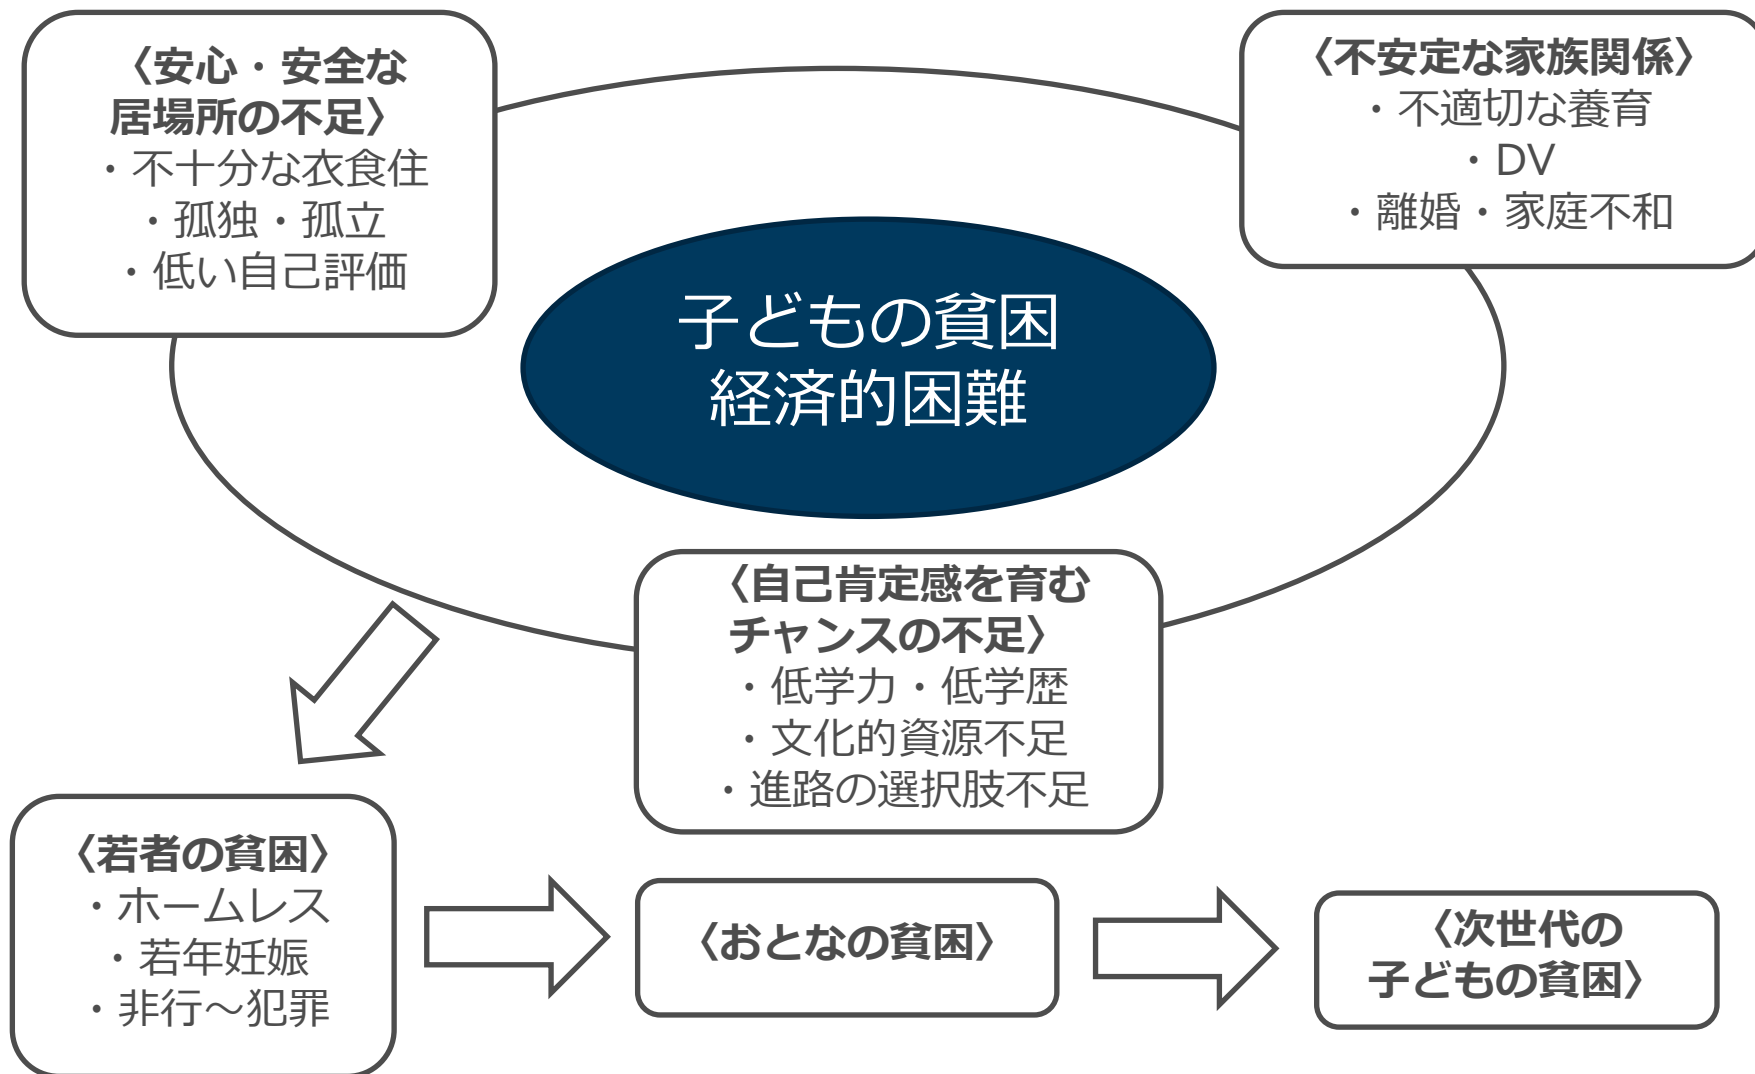 〈安心・安全な
居場所の不足〉
・不十分な衣食住
・孤独・孤立
・低い自己評価
〈不安定な家族関係〉
・不適切な養育
・DV
・離婚・家庭不和
子どもの貧困
経済的困難
〈自己肯定感を育む
チャンスの不足〉
・低学力・低学歴
・文化的資源不足
・進路の選択肢不足
〈若者の貧困〉
・ホームレス
・若年妊娠
・非行～犯罪
〈おとなの貧困〉
〈次世代の
子どもの貧困〉